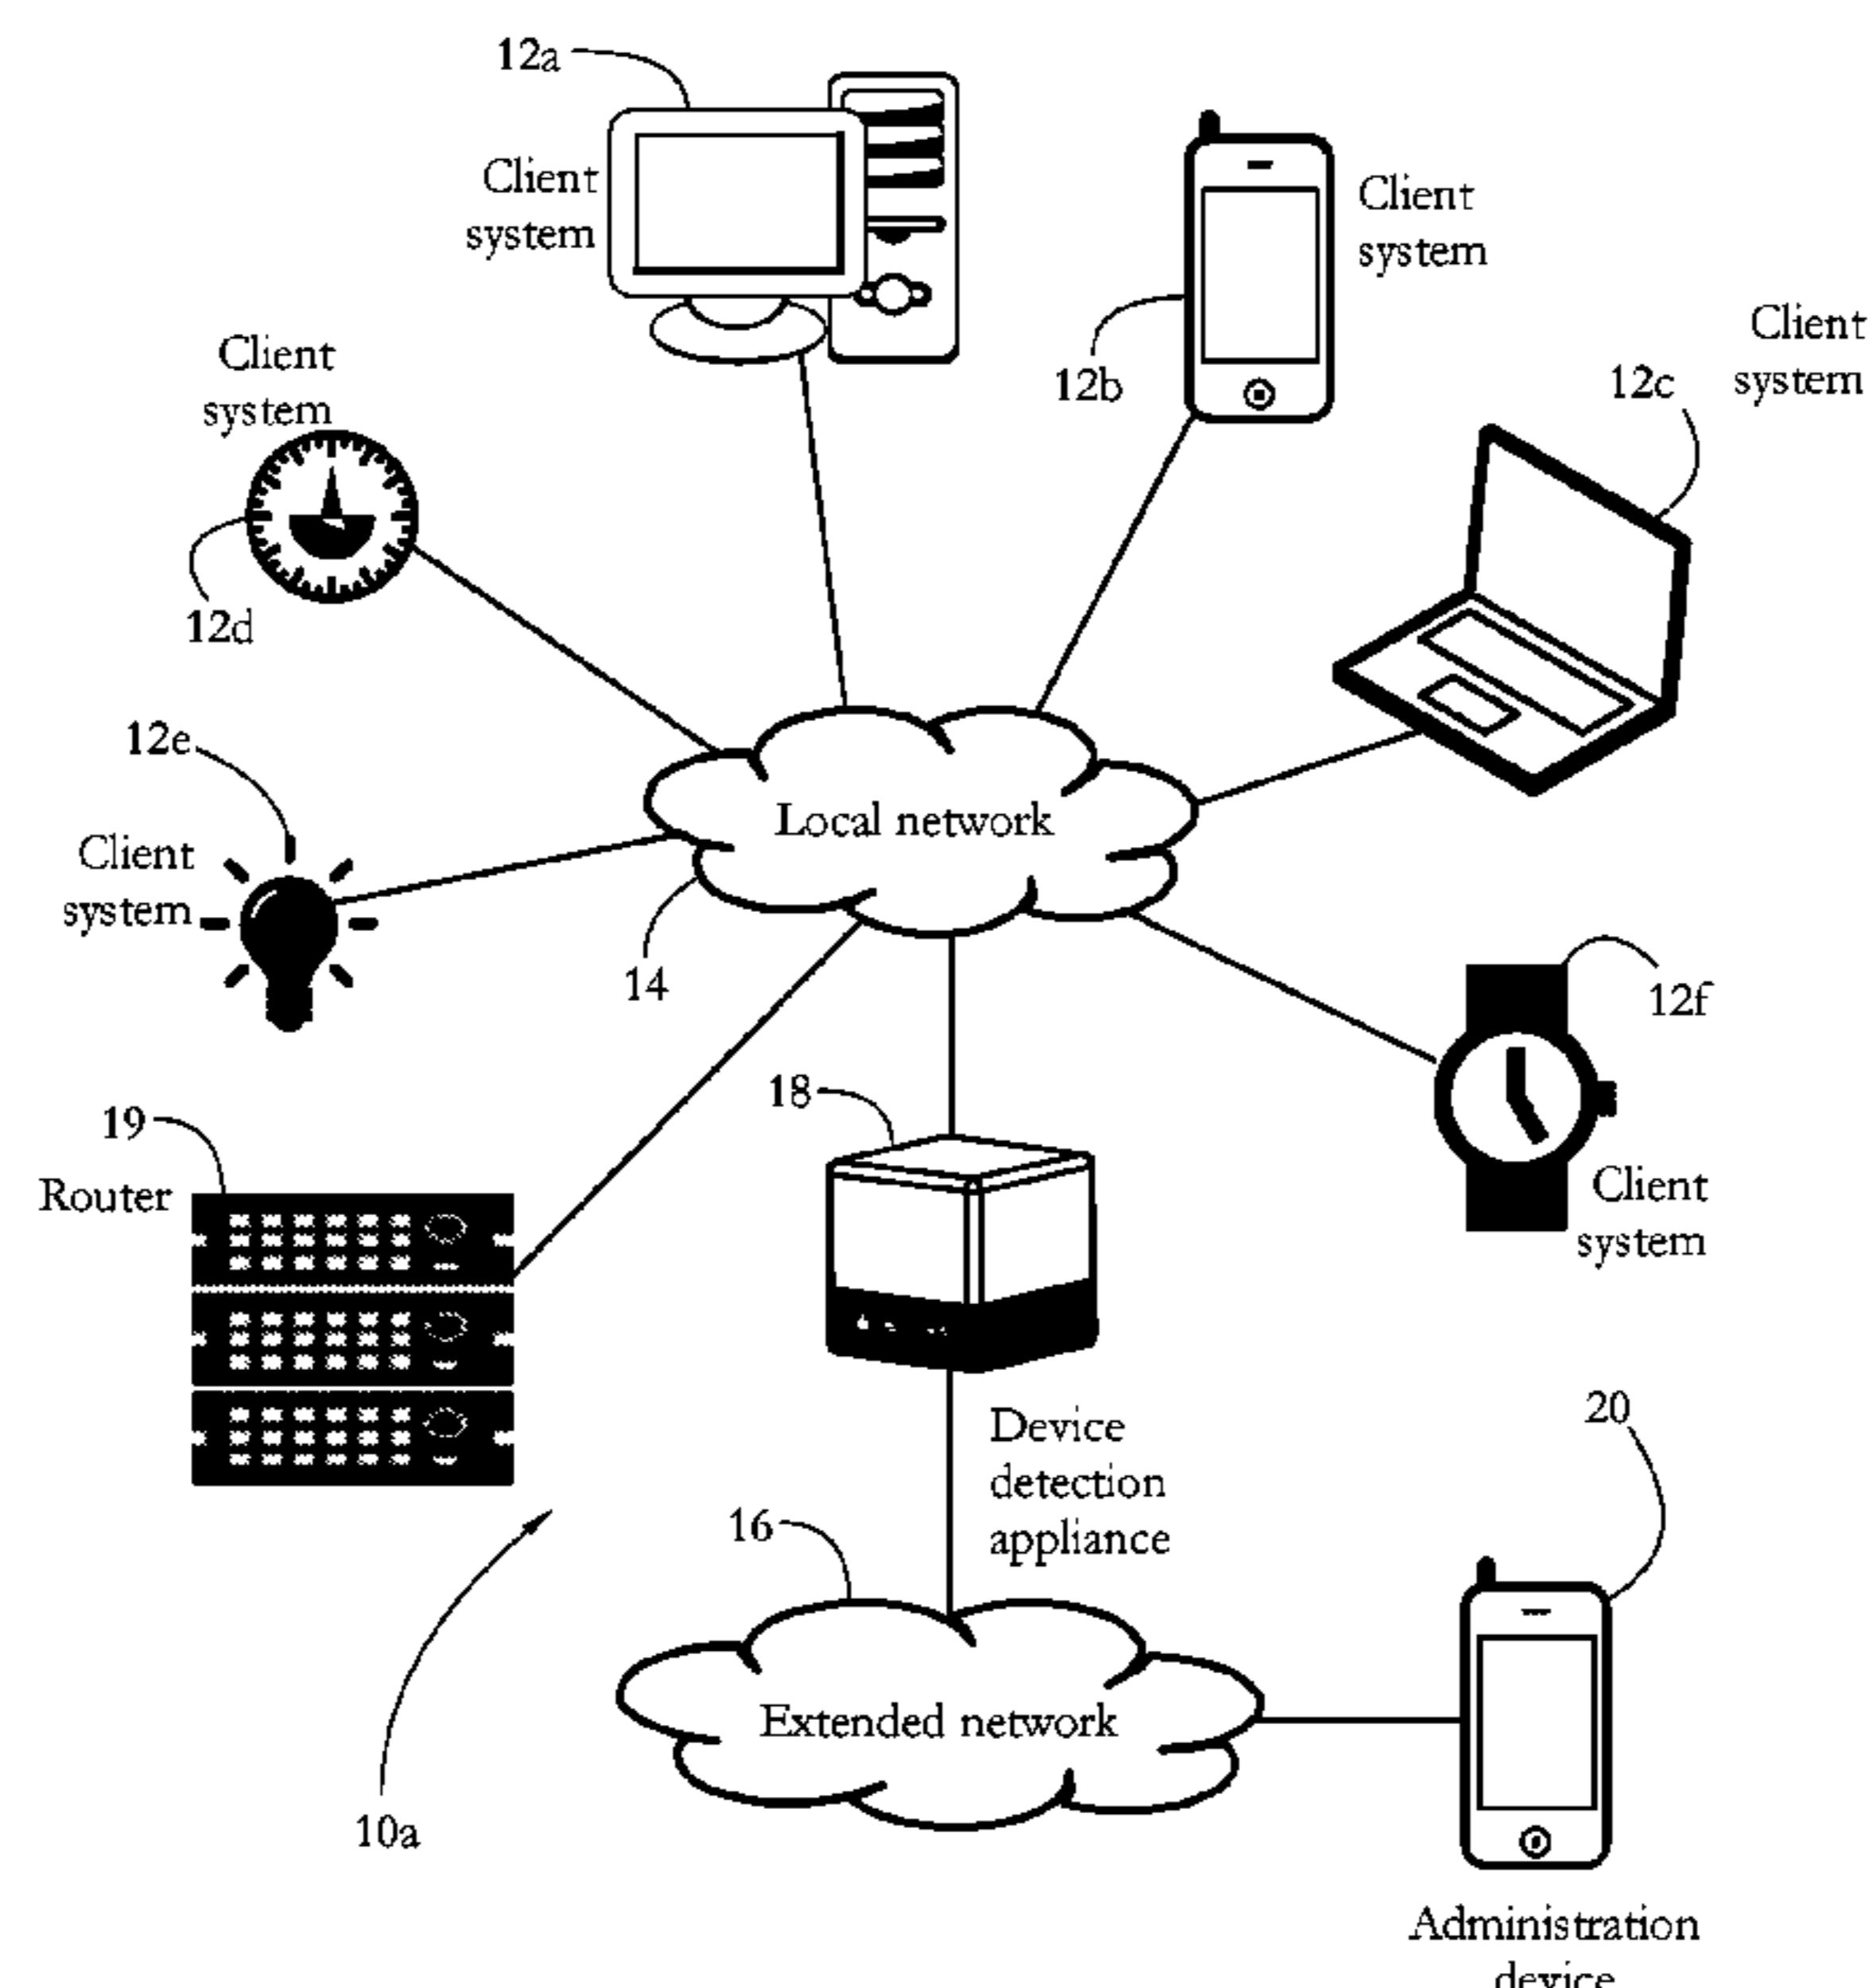 12a
Client
system
12b
Client
system
12c
Client
system
Client
system
12d
12e
Client
system
Local network
14
12f
Client
system
18
19
Router
Device
detection
appliance
16
20
Extended network
10a
Administration
device